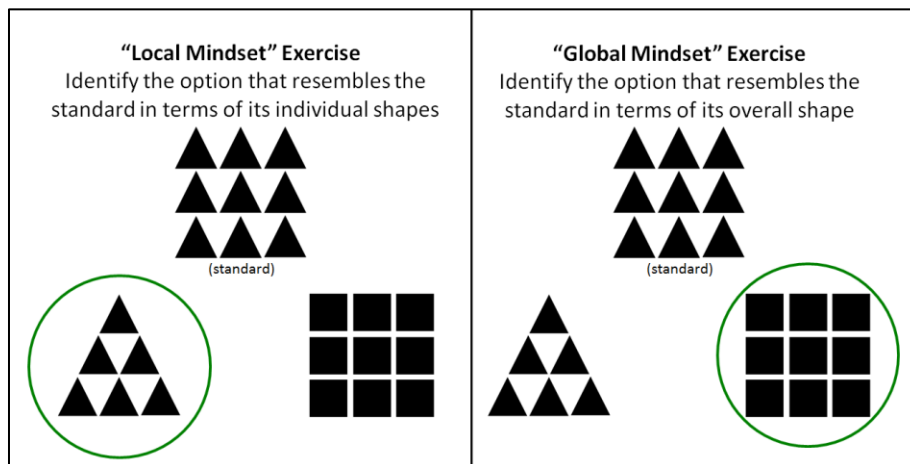 “Local Mindset” Exercise
Identify the option that resembles the
standard in terms of its individual shapes
(standard)
“Global Mindset” Exercise
Identify the option that resembles the
standard in terms of its overall shape
(standard)